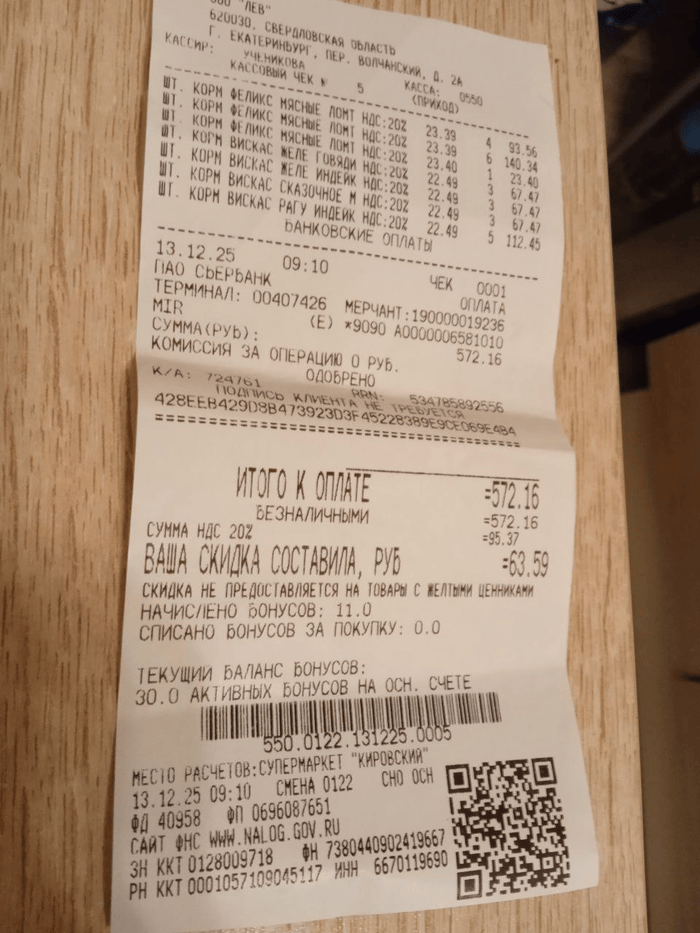 ООО "ЛЕВ"
620030, СВЕРДЛОВСКАЯ ОБЛАСТЬ
Г. ЕКАТЕРИНБУРГ, ПЕР. ВОЛЧАНСКИЙ, Д. 2А
КАССИР: УЧЕНИКОВА КАССА: 0550
КАССОВЫЙ ЧЕК № 5 (ПРИХОД)
ШТ. КОРМ ФЕЛИКС МЯСНЫЕ ЛОМТ НДС:20% 23.39 4 93.56
ШТ. КОРМ ФЕЛИКС МЯСНЫЕ ЛОМТ НДС:20% 23.39 6 140.34
ШТ. КОРМ ФЕЛИКС МЯСНЫЕ ЛОМТ НДС:20% 23.40 1 23.40
ШТ. КОРМ ВИСКАС ЖЕЛЕ ГОВЯДИ НДС:20% 22.49 3 67.47
ШТ. КОРМ ВИСКАС ЖЕЛЕ ИНДЕЙК НДС:20% 22.49 3 67.47
ШТ. КОРМ ВИСКАС СКАЗОЧНОЕ М НДС:20% 22.49 3 67.47
ШТ. КОРМ ВИСКАС РАГУ ИНДЕЙК НДС:20% 22.49 5 112.45
БАНКОВСКИЕ ОПЛАТЫ
13.12.25 09:10 ЧЕК 0001
ПАО СБЕРБАНК ОПЛАТА
ТЕРМИНАЛ: 00407426 МЕРЧАНТ:190000019236
MIR (E) *9090 A0000006581010
СУММА(РУБ): 572.16
КОМИССИЯ ЗА ОПЕРАЦИЮ 0 РУБ.
ОДОБРЕНО
К/А: 724761 RRN: 534785892556
ПОДПИСЬ КЛИЕНТА НЕ ТРЕБУЕТСЯ
428EEB429D8B473923D3F45228389E9CE069E4B4
ИТОГО К ОПЛАТЕ =572.16
БЕЗНАЛИЧНЫМИ =572.16
СУММА НДС 20% =95.37
ВАША СКИДКА СОСТАВИЛА, РУБ =63.59
СКИДКА НЕ ПРЕДОСТАВЛЯЕТСЯ НА ТОВАРЫ С ЖЕЛТЫМИ ЦЕННИКАМИ
НАЧИСЛЕНО БОНУСОВ: 11.0
СПИСАНО БОНУСОВ ЗА ПОКУПКУ: 0.0
ТЕКУЩИЙ БАЛАНС БОНУСОВ:
30.0 АКТИВНЫХ БОНУСОВ НА ОСН. СЧЕТЕ
550.0122.131225.0005
МЕСТО РАСЧЕТОВ:СУПЕРМАРКЕТ "КИРОВСКИЙ"
13.12.25 09:10 СМЕНА 0122 СНО ОСН
ФД 40958 ФП 0696087651
САЙТ ФНС WWW.NALOG.GOV.RU
ЗН ККТ 0128009718 ФН 7380440902419667
РН ККТ 0001057109045117 ИНН 6670119690